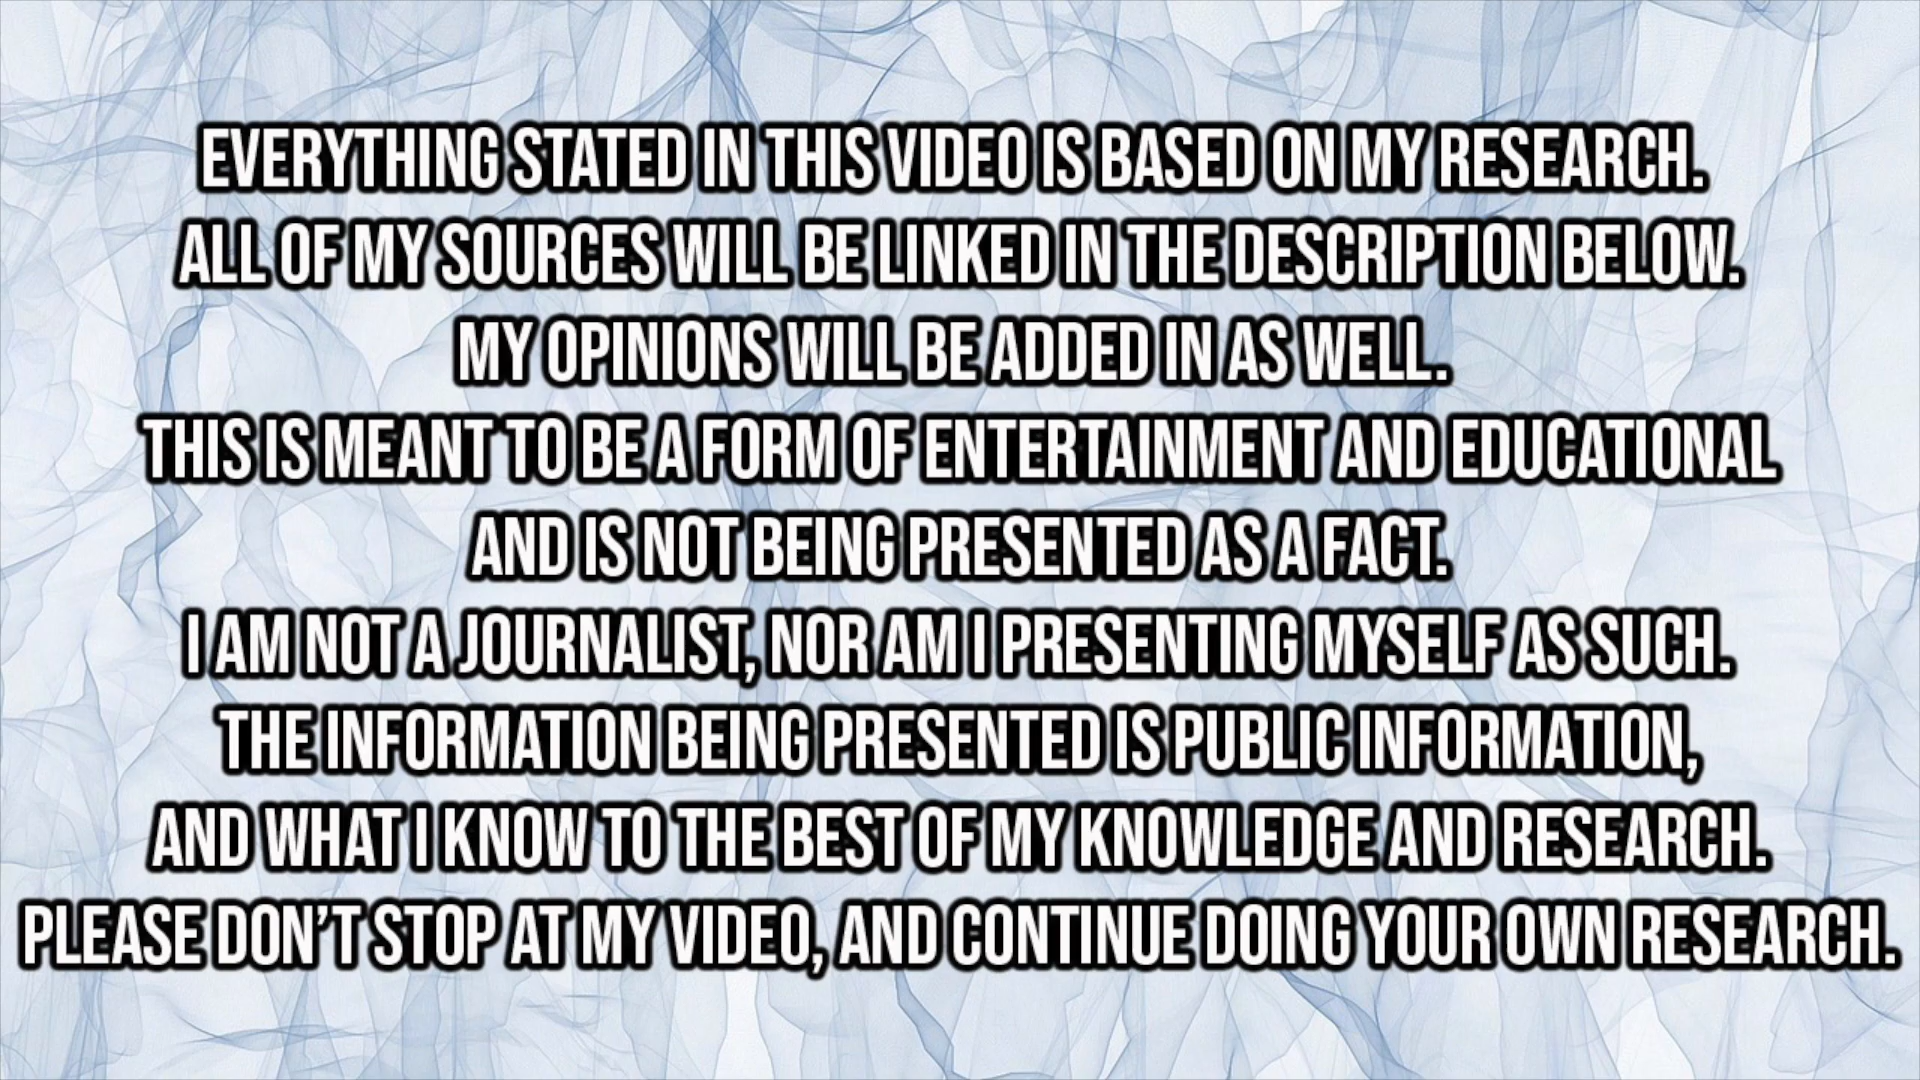 EVERYTHING STATED IN THIS VIDEO IS BASED ON MY RESEARCH.
ALL OF MY SOURCES WILL BE LINKED IN THE DESCRIPTION BELOW.
MY OPINIONS WILL BE ADDED IN AS WELL.
THIS IS MEANT TO BE A FORM OF ENTERTAINMENT AND EDUCATIONAL
AND IS NOT BEING PRESENTED AS A FACT.
I AM NOT A JOURNALIST, NOR AM I PRESENTING MYSELF AS SUCH.
THE INFORMATION BEING PRESENTED IS PUBLIC INFORMATION,
AND WHAT I KNOW TO THE BEST OF MY KNOWLEDGE AND RESEARCH.
PLEASE DON'T STOP AT MY VIDEO, AND CONTINUE DOING YOUR OWN RESEARCH.